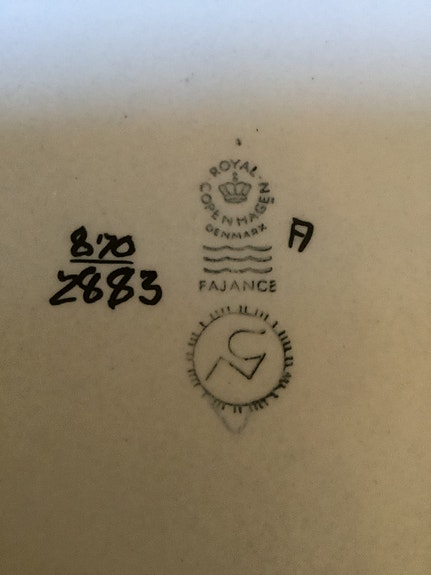 ROYAL
COPENHAGEN
DENMARK
FAJANCE
870
2883
A